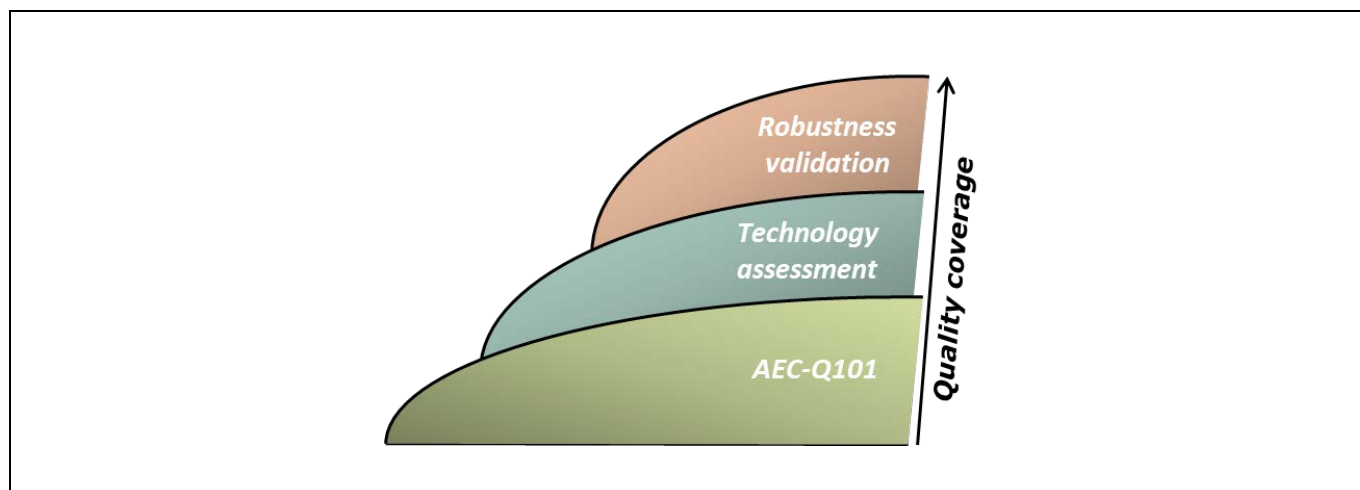 Robustness
validation
Technology
assessment
AEC-Q101
Quality coverage